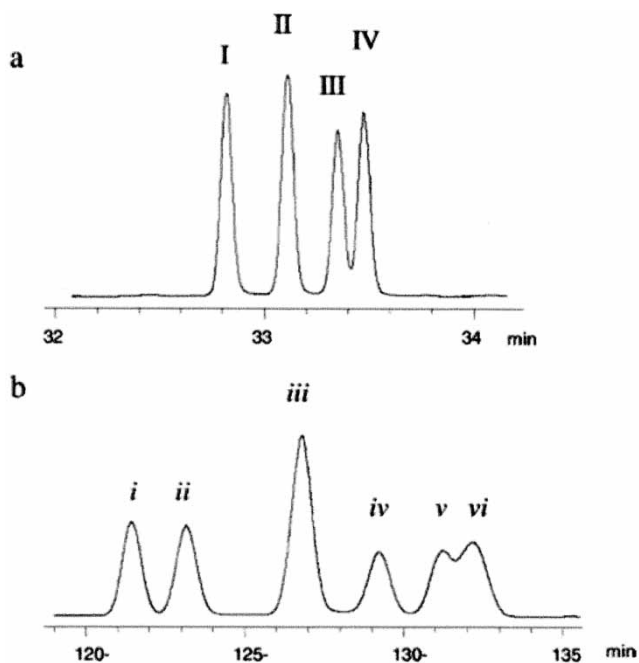 a
I II III IV
32 33 34 min
b
i ii iii iv v vi
120- 125- 130- 135 min